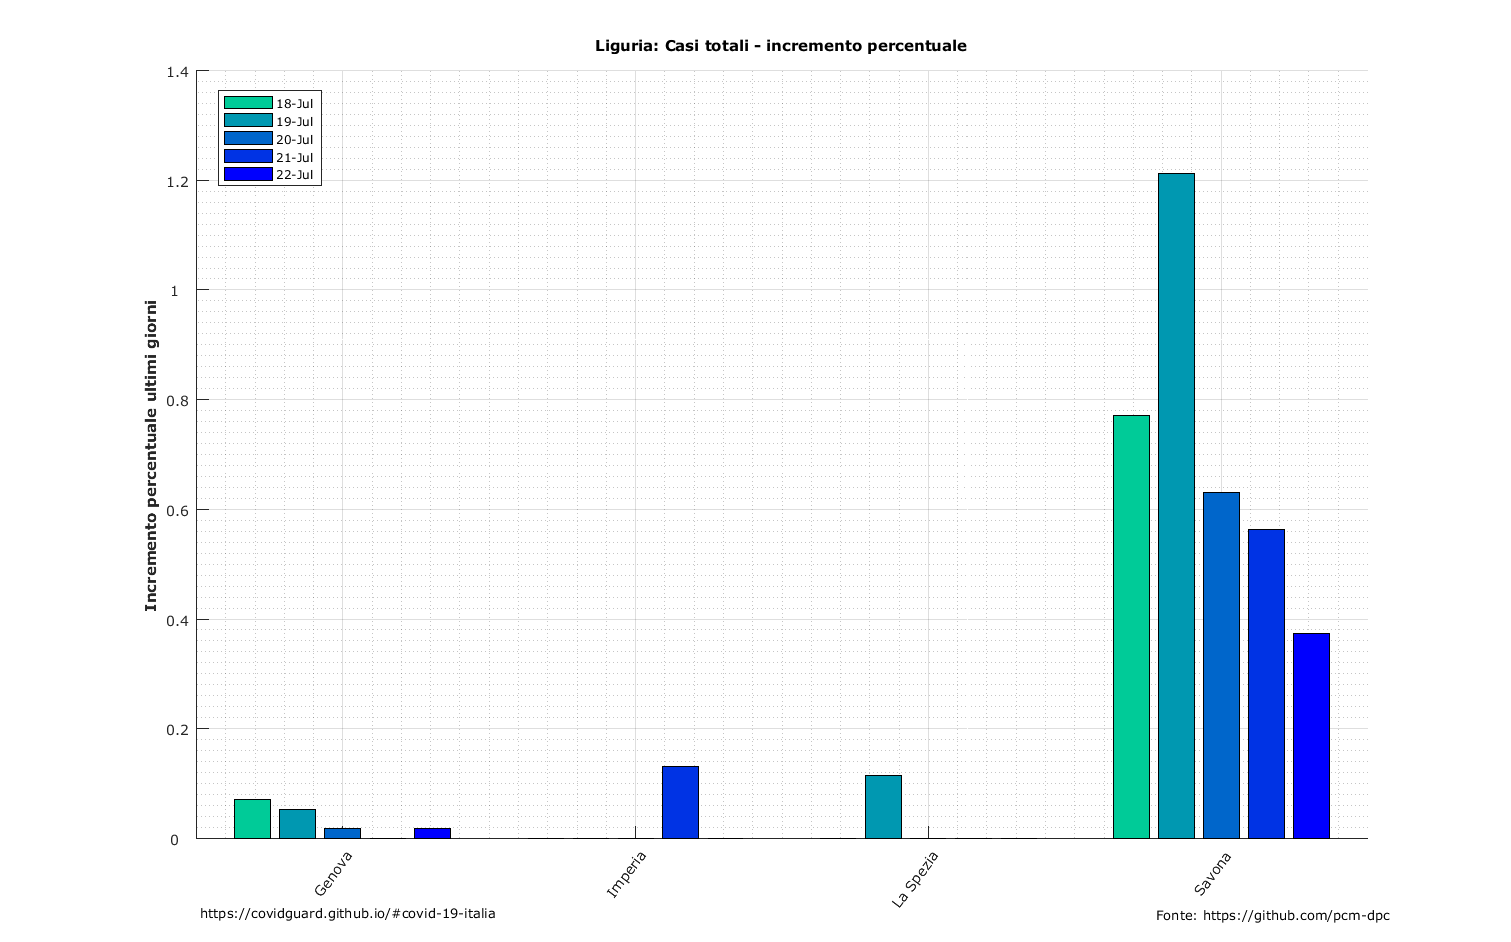 Liguria: Casi totali - incremento percentuale
1.4
1.2
1
0.8
0.6
0.4
0.2
0
18-Jul
19-Jul
20-Jul
21-Jul
22-Jul
Incremento percentuale ultimi giorni
Genova
Imperia
La Spezia
Savona
https://covidguard.github.io/#covid-19-italia
Fonte: https://github.com/pcm-dpc